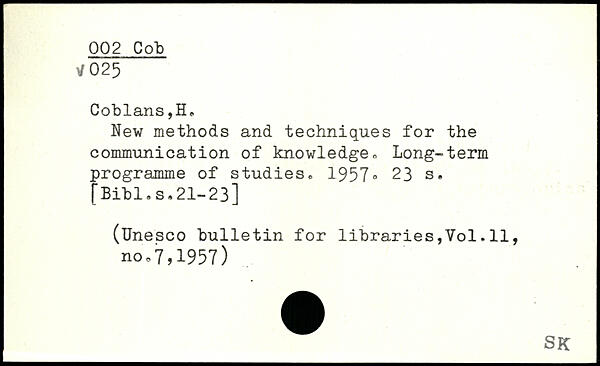 002 Cob
√025
Coblans,H.
New methods and techniques for the
communication of knowledge. Long-term
programme of studies. 1957. 23 s.
[Bibl.s.21-23]
(Unesco bulletin for libraries,Vol.11,
no.7,1957)
SK